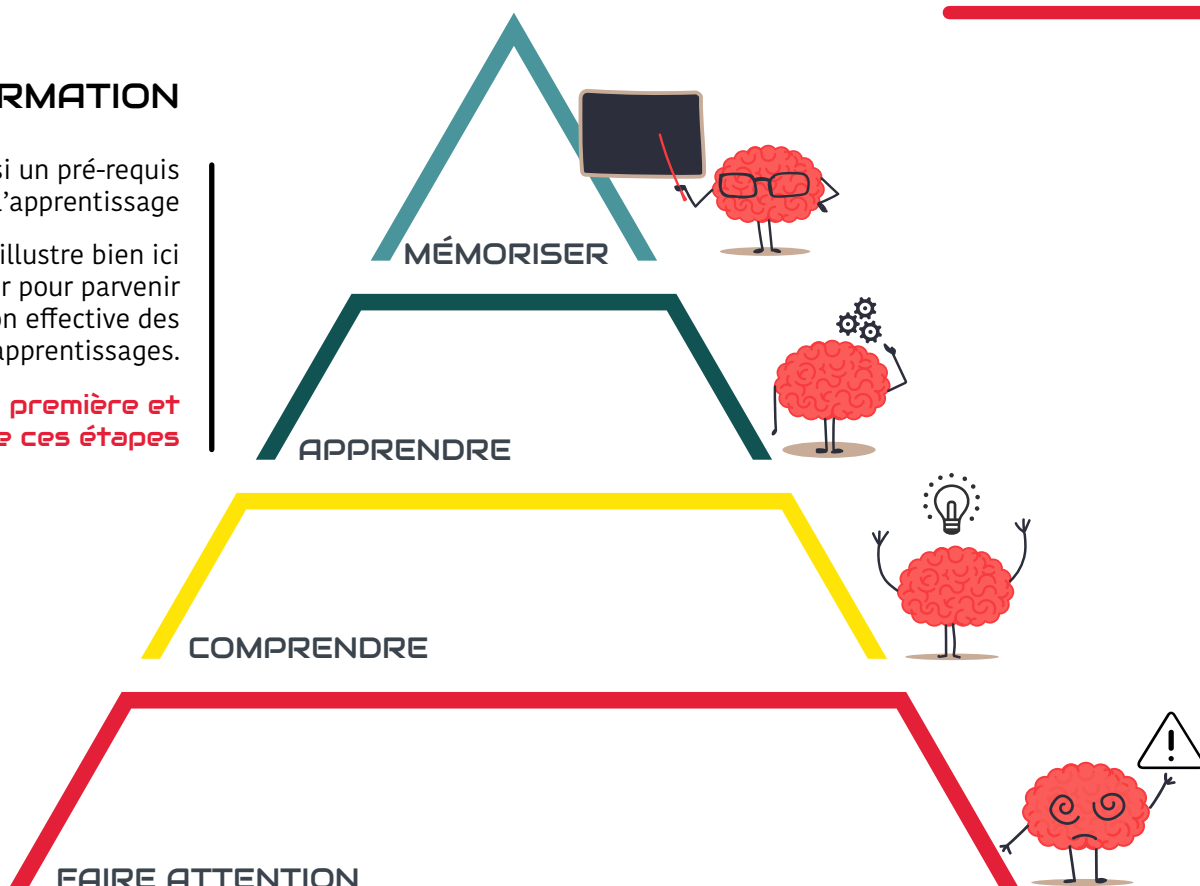 RMATION
si un pré-requis
l'apprentissage
illustre bien ici
r pour parvenir
on effective des
apprentissages.
première et
e ces étapes
MÉMORISER
APPRENDRE
COMPRENDRE
FAIRE ATTENTION